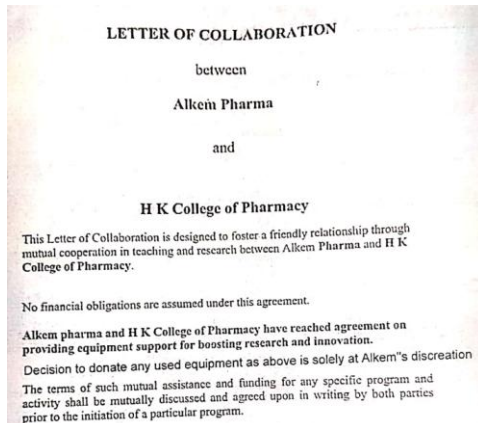 LETTER OF COLLABORATION
between
Alkem Pharma
and
H K College of Pharmacy
This Letter of Collaboration is designed to foster a friendly relationship through
mutual cooperation in teaching and research between Alkem Pharma and H K
College of Pharmacy.
No financial obligations are assumed under this agreement.
Alkem pharma and H K College of Pharmacy have reached agreement on
providing equipment support for boosting research and innovation.
Decision to donate any used equipment as above is solely at Alkem"s discreation
The terms of such mutual assistance and funding for any specific program and
activity shall be mutually discussed and agreed upon in writing by both parties
prior to the initiation of a particular program.